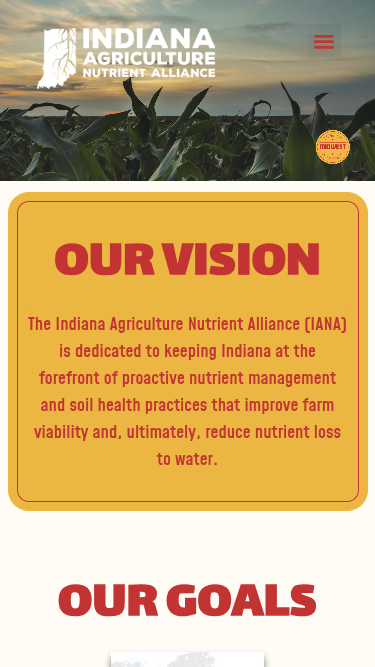 INDIANA
AGRICULTURE
NUTRIENT ALLIANCE
MIDWEST
OUR VISION
The Indiana Agriculture Nutrient Alliance (IANA)
is dedicated to keeping Indiana at the
forefront of proactive nutrient management
and soil health practices that improve farm
viability and, ultimately, reduce nutrient loss
to water.
OUR GOALS